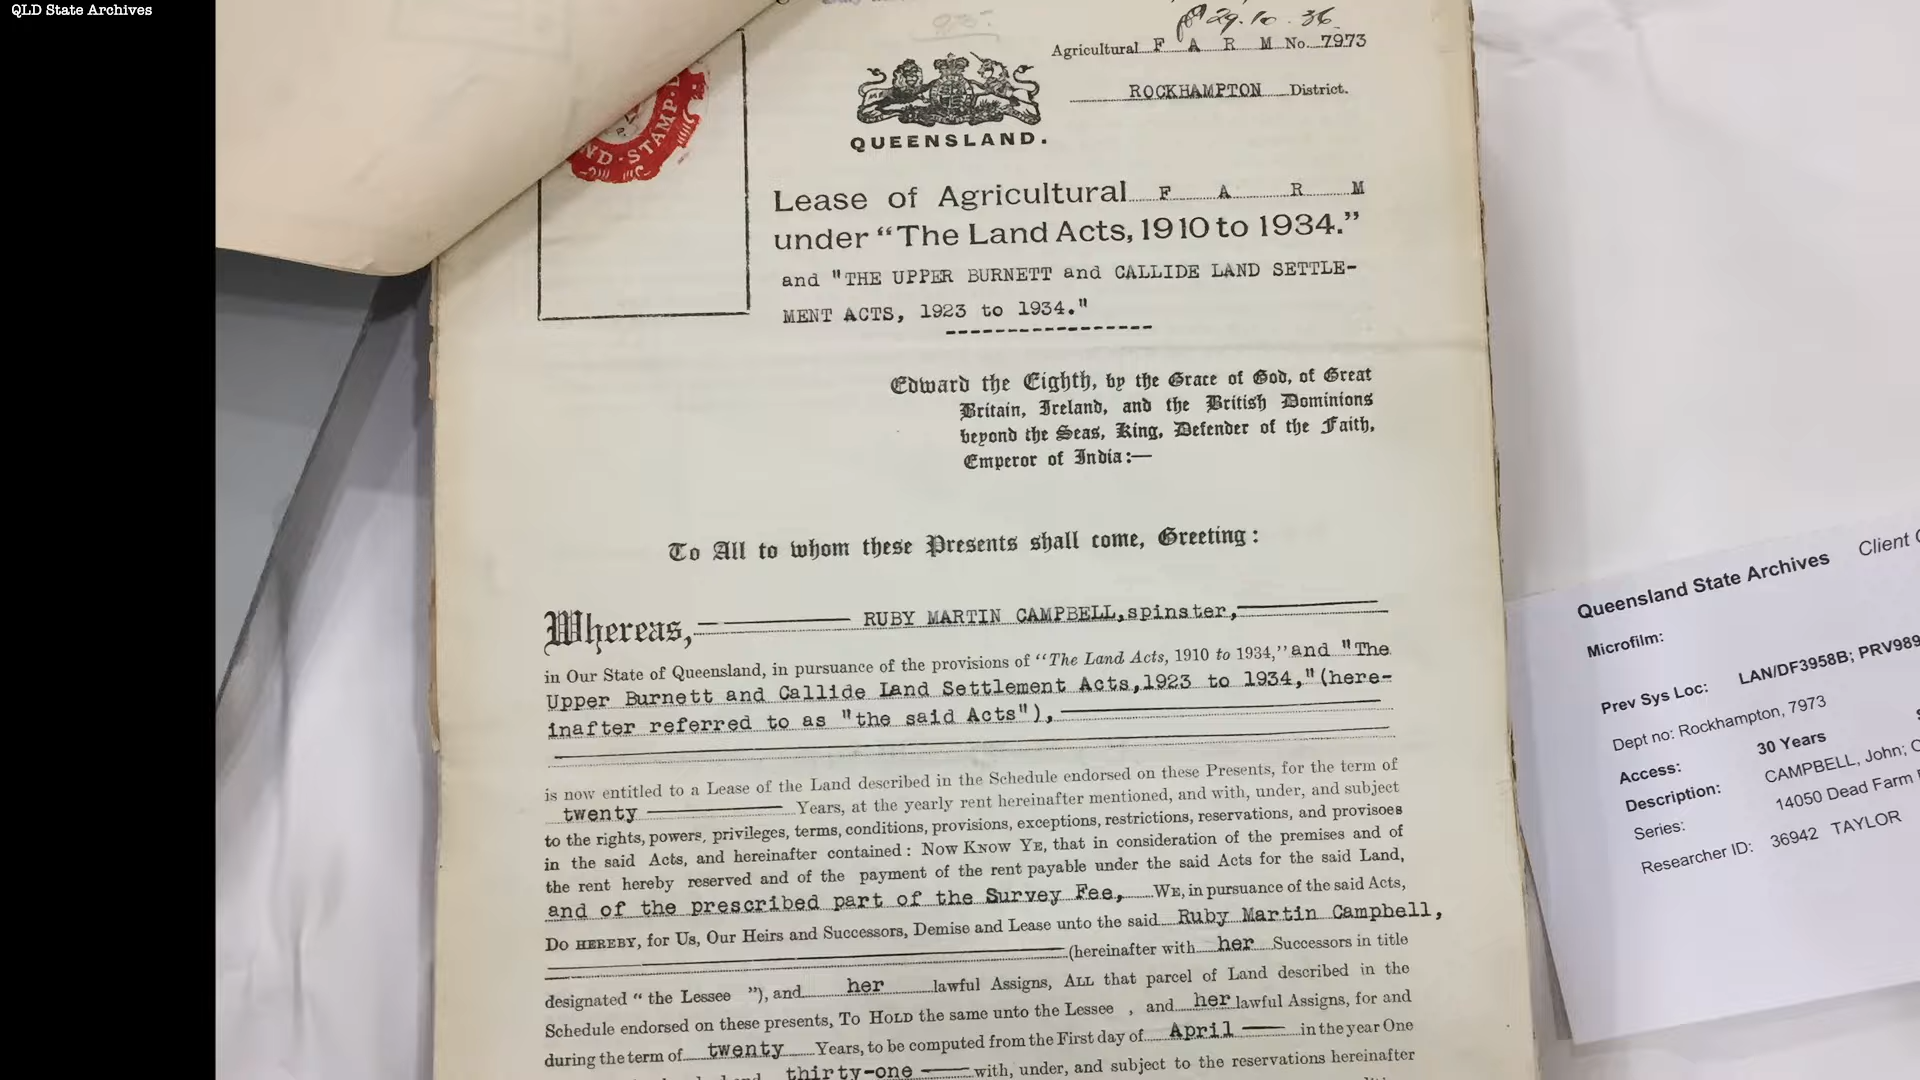 QLD State Archives
29.10.36
Agricultural F A R M No. 7973
ROCKHAMPTON District.
ND·STAMP·D
QUEENSLAND.
Lease of Agricultural F A R M
under “The Land Acts, 1910 to 1934.”
and "THE UPPER BURNETT and CALLIDE LAND SETTLE-
MENT ACTS, 1923 to 1934."
Edward the Eighth, by the Grace of God, of Great
Britain, Ireland, and the British Dominions
beyond the Seas, King, Defender of the Faith,
Emperor of India:—
To All to whom these Presents shall come, Greeting:
Whereas, RUBY MARTIN CAMPBELL, spinster,
in Our State of Queensland, in pursuance of the provisions of “The Land Acts, 1910 to 1934,” and "The
Upper Burnett and Callide Land Settlement Acts,1923 to 1934,"(here-
inafter referred to as "the said Acts"),
is now entitled to a Lease of the Land described in the Schedule endorsed on these Presents, for the term of
twenty Years, at the yearly rent hereinafter mentioned, and with, under, and subject
to the rights, powers, privileges, terms, conditions, provisions, exceptions, restrictions, reservations, and provisoes
in the said Acts, and hereinafter contained: NOW KNOW YE, that in consideration of the premises and of
the rent hereby reserved and of the payment of the rent payable under the said Acts for the said Land,
and of the prescribed part of the Survey Fee, WE, in pursuance of the said Acts,
DO HEREBY, for Us, Our Heirs and Successors, Demise and Lease unto the said Ruby Martin Campbell,
(hereinafter with her Successors in title
designated “ the Lessee ”), and her lawful Assigns, ALL that parcel of Land described in the
Schedule endorsed on these presents, TO HOLD the same unto the Lessee , and her lawful Assigns, for and
during the term of twenty Years, to be computed from the First day of April in the year One
thirty-one with, under, and subject to the reservations hereinafter
Queensland State Archives Client
Microfilm:
Prev Sys Loc: LAN/DF3958B; PRV989
Dept no: Rockhampton, 7973
Access: 30 Years
Description: CAMPBELL, John;
Series: 14050 Dead Farm
Researcher ID: 36942 TAYLOR